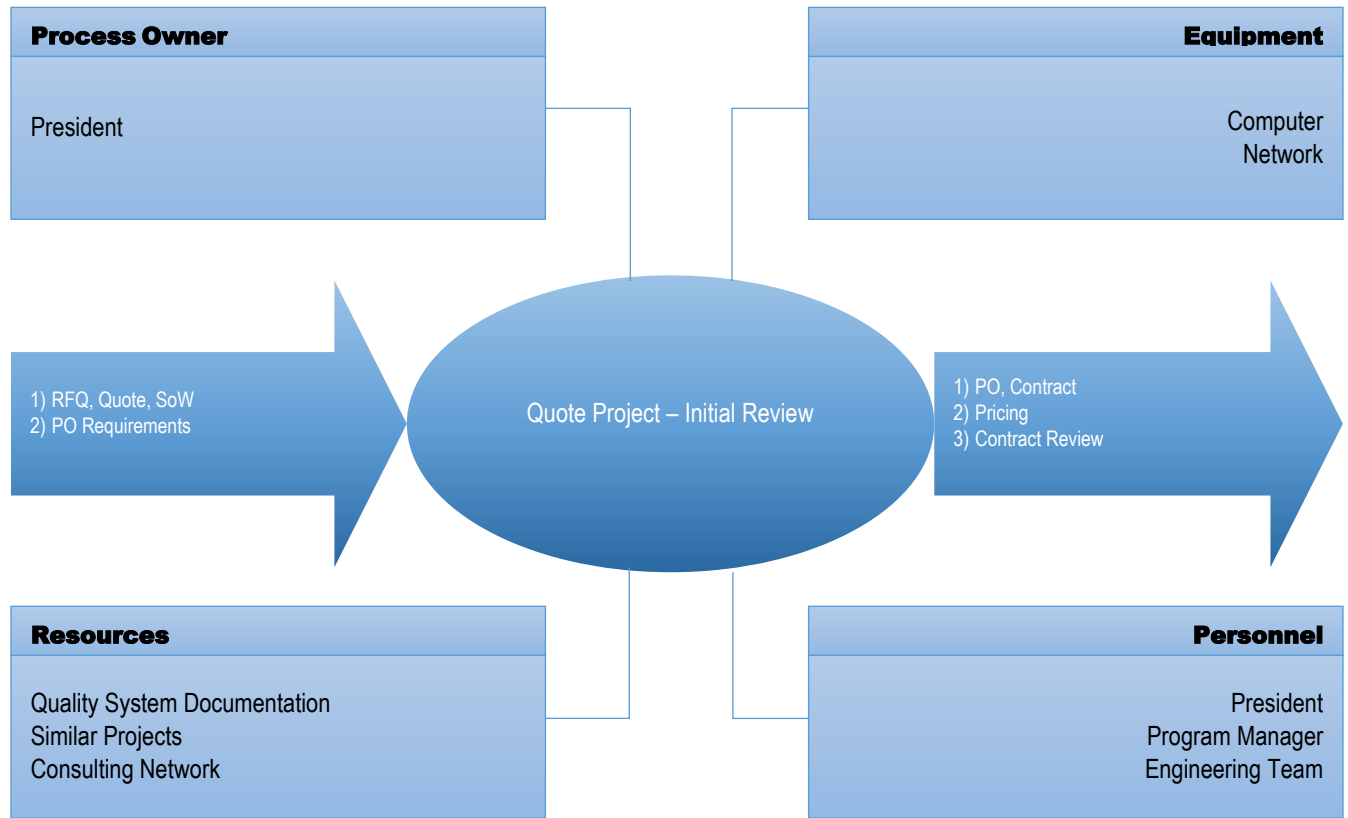 Process Owner
President
Equipment
Computer
Network
1) RFQ, Quote, SoW
2) PO Requirements
Quote Project – Initial Review
1) PO, Contract
2) Pricing
3) Contract Review
Resources
Quality System Documentation
Similar Projects
Consulting Network
Personnel
President
Program Manager
Engineering Team